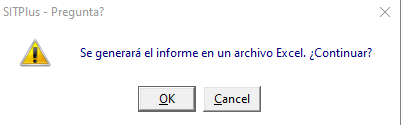 SITPlus - Pregunta?
Se generará el informe en un archivo Excel. ¿Continuar?
OK Cancel